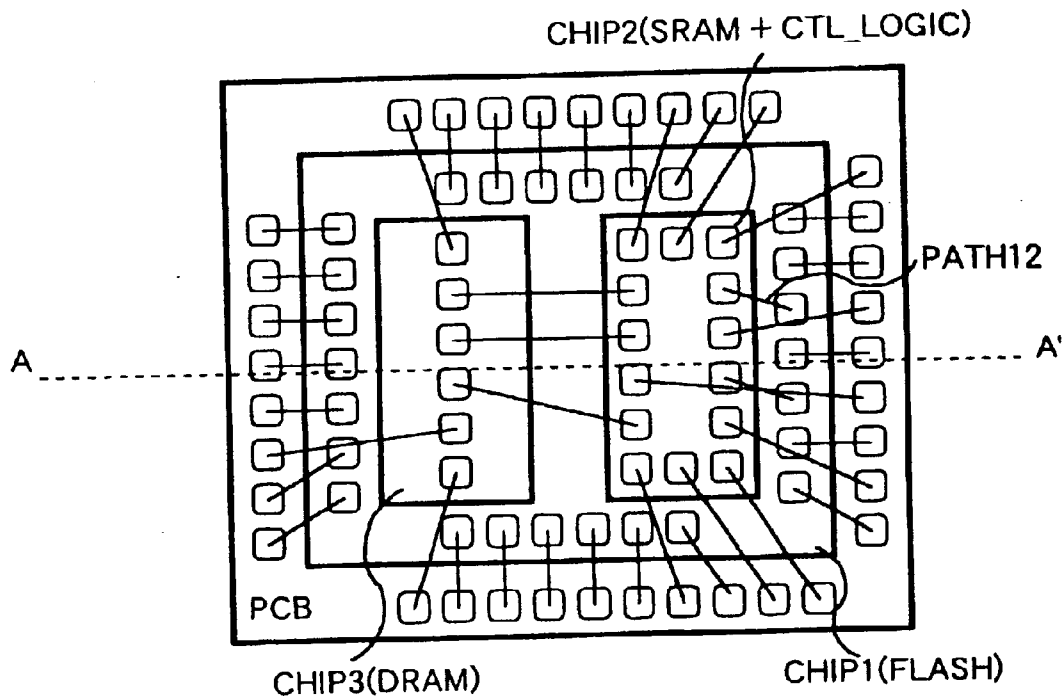 CHIP2(SRAM + CTL_LOGIC)
PATH12
A
A'
PCB
CHIP3(DRAM)
CHIP1(FLASH)